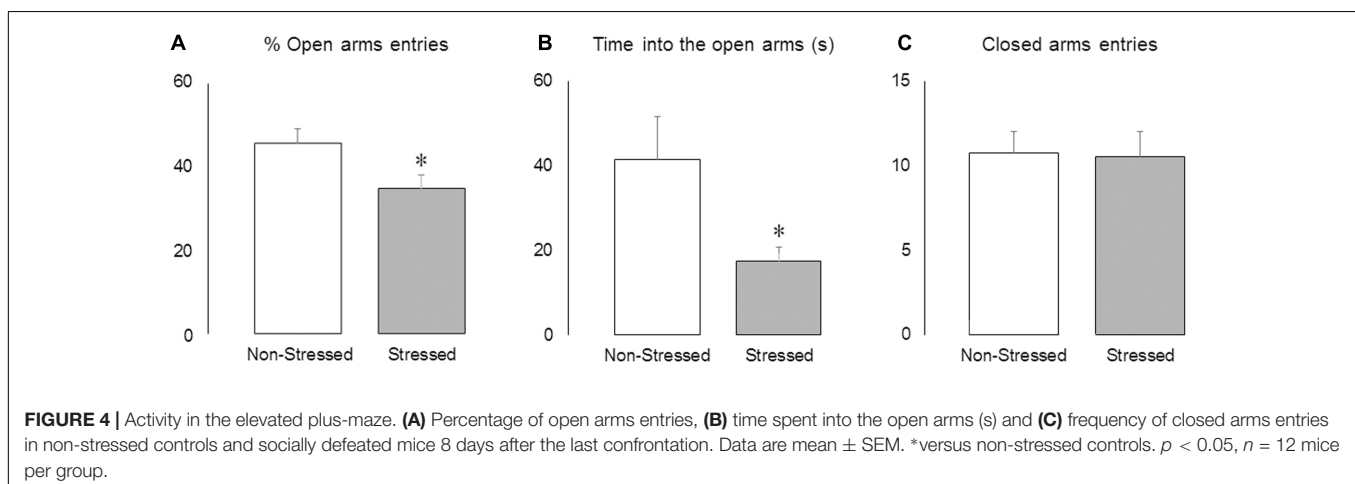 A % Open arms entries
60
40
20
0
*
Non-Stressed Stressed
B Time into the open arms (s)
60
40
20
0
*
Non-Stressed Stressed
C Closed arms entries
15
10
5
0
Non-Stressed Stressed
FIGURE 4 | Activity in the elevated plus-maze. (A) Percentage of open arms entries, (B) time spent into the open arms (s) and (C) frequency of closed arms entries
in non-stressed controls and socially defeated mice 8 days after the last confrontation. Data are mean ± SEM. *versus non-stressed controls. p < 0.05, n = 12 mice
per group.